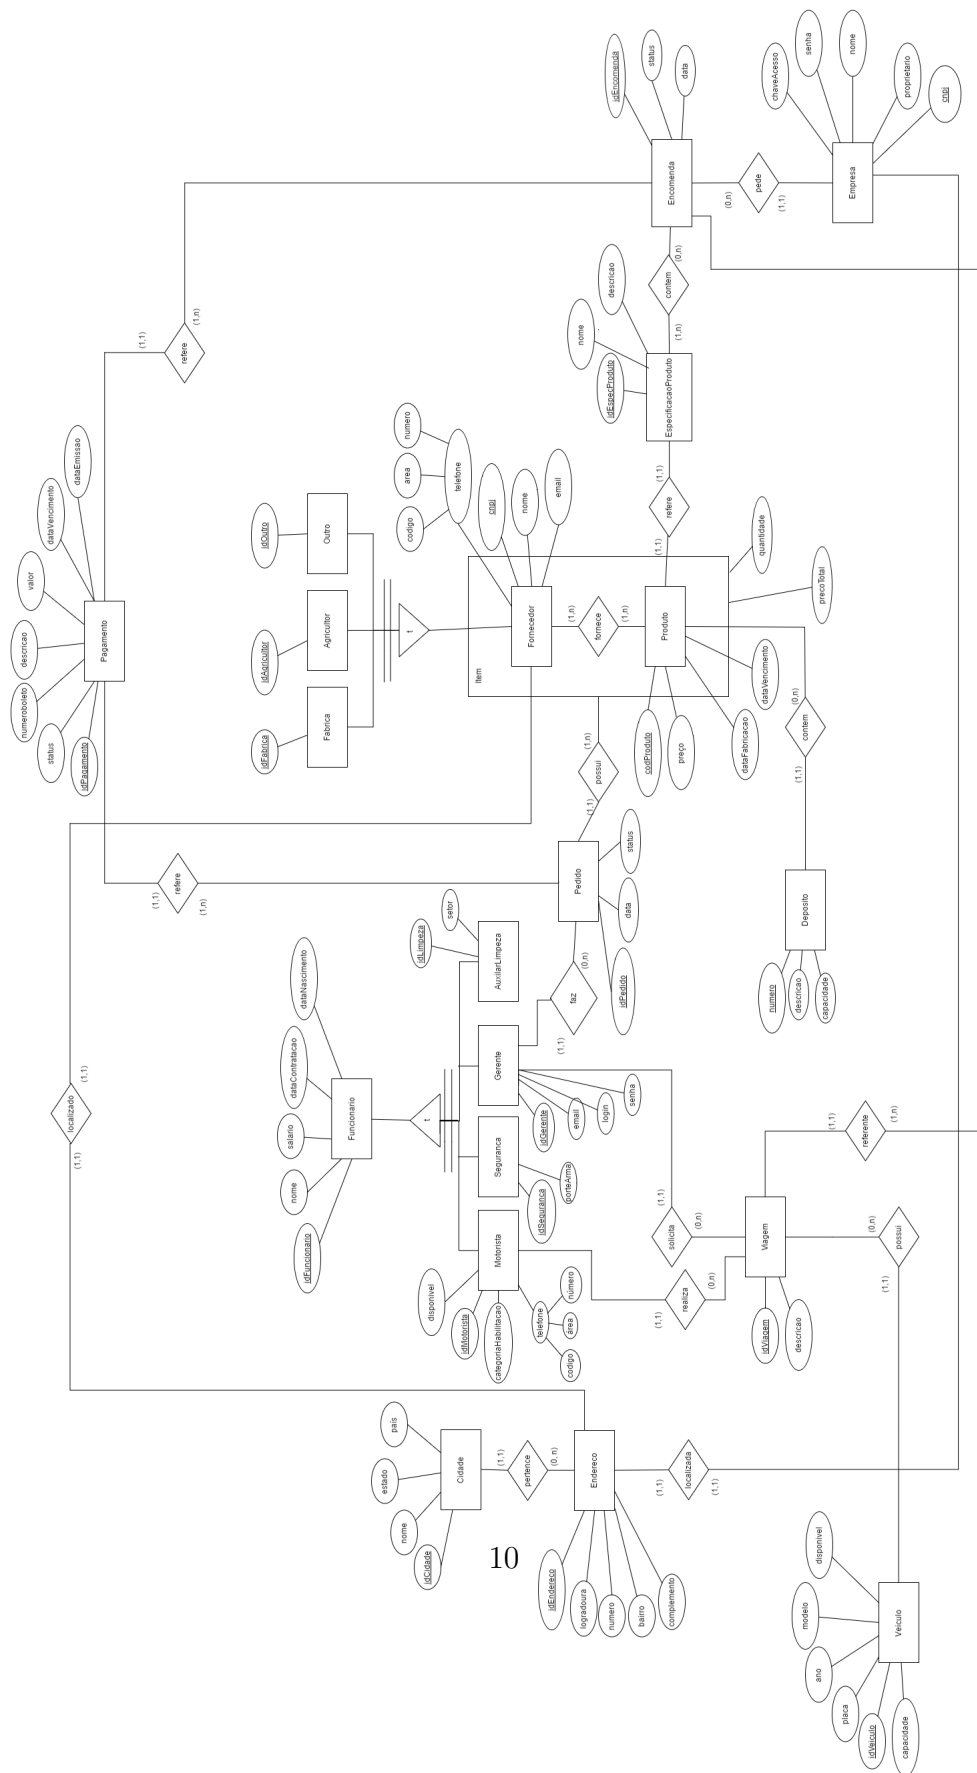 idEncomenda
status
data
Encomenda
(0,n)
pede
(1,1)
Empresa
chaveAcesso
senha
nome
proprietario
cnpj
(0,n)
contem
(1,n)
nome
descricao
idEspecProduto
EspecificacaoProduto
(1,1)
refere
(1,1)
(1,1)
refere
(1,n)
Pagamento
idPagamento
status
numeroboleto
descricao
valor
dataVencimento
dataEmissao
idOutro
Outro
idAgricultor
Agricultor
idFabrica
Fabrica
t
codigo
area
numero
telefone
cnpj
nome
email
Item
Fornecedor
(1,n)
fornece
(1,n)
Produto
quantidade
precoTotal
codProduto
preço
dataFabricacao
dataVencimento
(0,n)
contem
(1,1)
Deposito
numero
descricao
capacidade
(1,n)
possui
(1,1)
Pedido
status
data
idPedido
(1,1)
refere
(1,n)
(0,n)
faz
(1,1)
(1,1)
localizado
(1,1)
Funcionario
idFuncionario
nome
salario
dataContratacao
dataNascimento
t
idLimpeza
setor
AuxilarLimpeza
Gerente
idGerente
email
login
senha
Seguranca
idSeguranca
porteArma
Motorista
disponivel
idMotorista
categoriaHabilitacao
telefone
codigo
área
número
(1,1)
solicita
(0,n)
(1,1)
realiza
(0,n)
Viagem
idViagem
descricao
(1,1)
referente
(1,n)
(0,n)
possui
(1,1)
Cidade
idCidade
nome
estado
pais
(1,1)
pertence
(0, n)
Endereco
idEndereco
logradoura
numero
bairro
complemento
(1,1)
localizada
(1,1)
Veiculo
disponivel
modelo
ano
placa
idVeiculo
capacidade
10